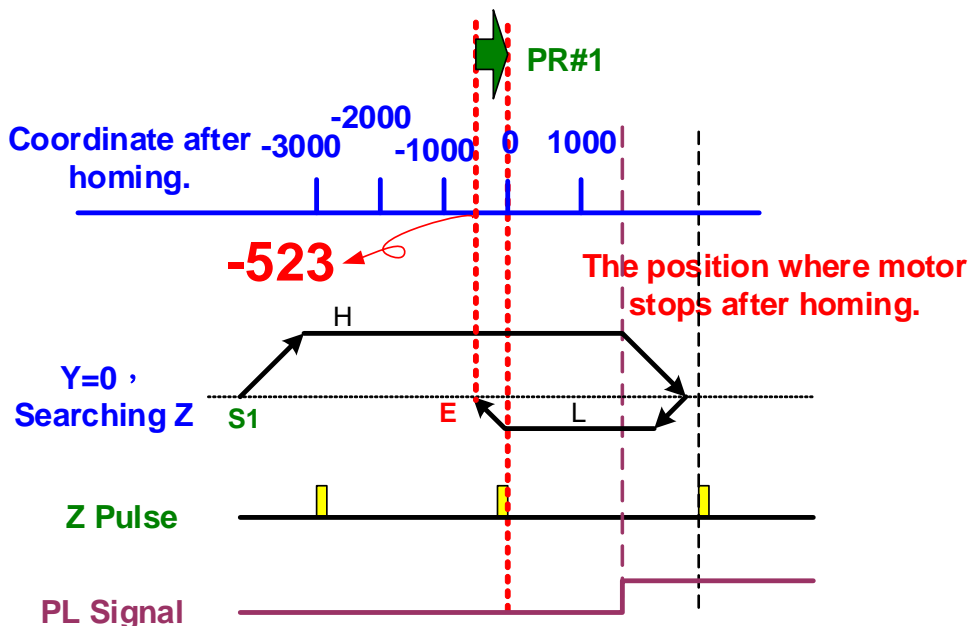 PR#1
Coordinate after
homing.
-3000
-2000
-1000
0
1000
-523
The position where motor
stops after homing.
H
Y=0，
Searching Z
S1
E
L
Z Pulse
PL Signal